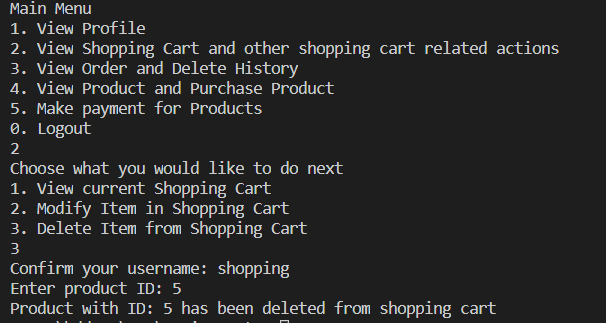 Main Menu
1. View Profile
2. View Shopping Cart and other shopping cart related actions
3. View Order and Delete History
4. View Product and Purchase Product
5. Make payment for Products
0. Logout
2
Choose what you would like to do next
1. View current Shopping Cart
2. Modify Item in Shopping Cart
3. Delete Item from Shopping Cart
3
Confirm your username: shopping
Enter product ID: 5
Product with ID: 5 has been deleted from shopping cart